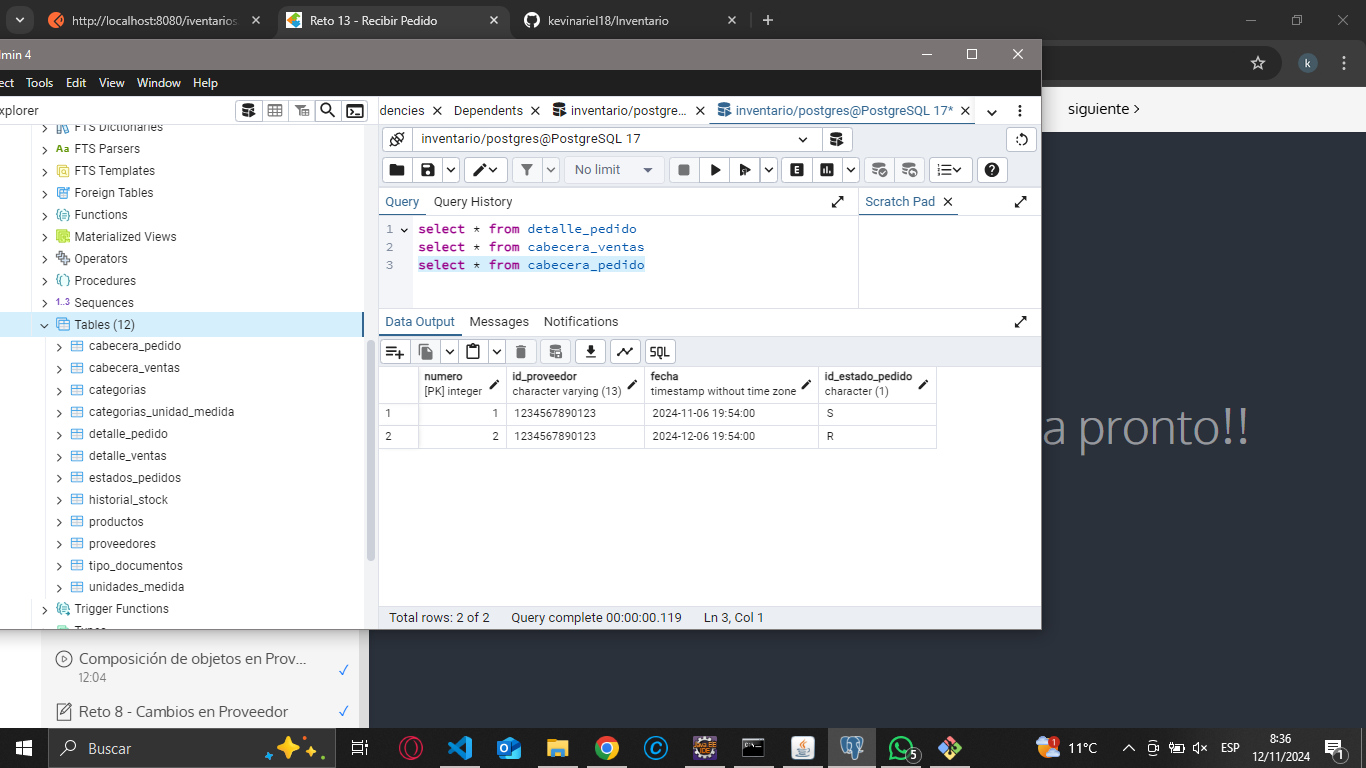 http://localhost:8080/iventarios
Reto 13 - Recibir Pedido
kevinariel18/Inventario
min 4
k
ect Tools Edit View Window Help
siguiente >
xplorer
dencies
Dependents
inventario/postgre...
inventario/postgres@PostgreSQL 17*
FTS Dictionaries
FTS Parsers
FTS Templates
Foreign Tables
Functions
Materialized Views
Operators
Procedures
1..3 Sequences
Tables (12)
cabecera_pedido
cabecera_ventas
categorias
categorias_unidad_medida
detalle_pedido
detalle_ventas
estados_pedidos
historial_stock
productos
proveedores
tipo_documentos
unidades_medida
Trigger Functions
inventario/postgres@PostgreSQL 17
No limit
E
Query Query History
Scratch Pad
1 select * from detalle_pedido
2 select * from cabecera_ventas
3 select * from cabecera_pedido
Data Output Messages Notifications
SQL
numero id_proveedor fecha id_estado_pedido
[PK] integer character varying (13) timestamp without time zone character (1)
1 1 1234567890123 2024-11-06 19:54:00 S
2 2 1234567890123 2024-12-06 19:54:00 R
Total rows: 2 of 2 Query complete 00:00:00.119 Ln 3, Col 1
a pronto!!
Composición de objetos en Prov...
12:04
Reto 8 - Cambios en Proveedor
Buscar
5
1
11°C
ESP
8:36
12/11/2024
1